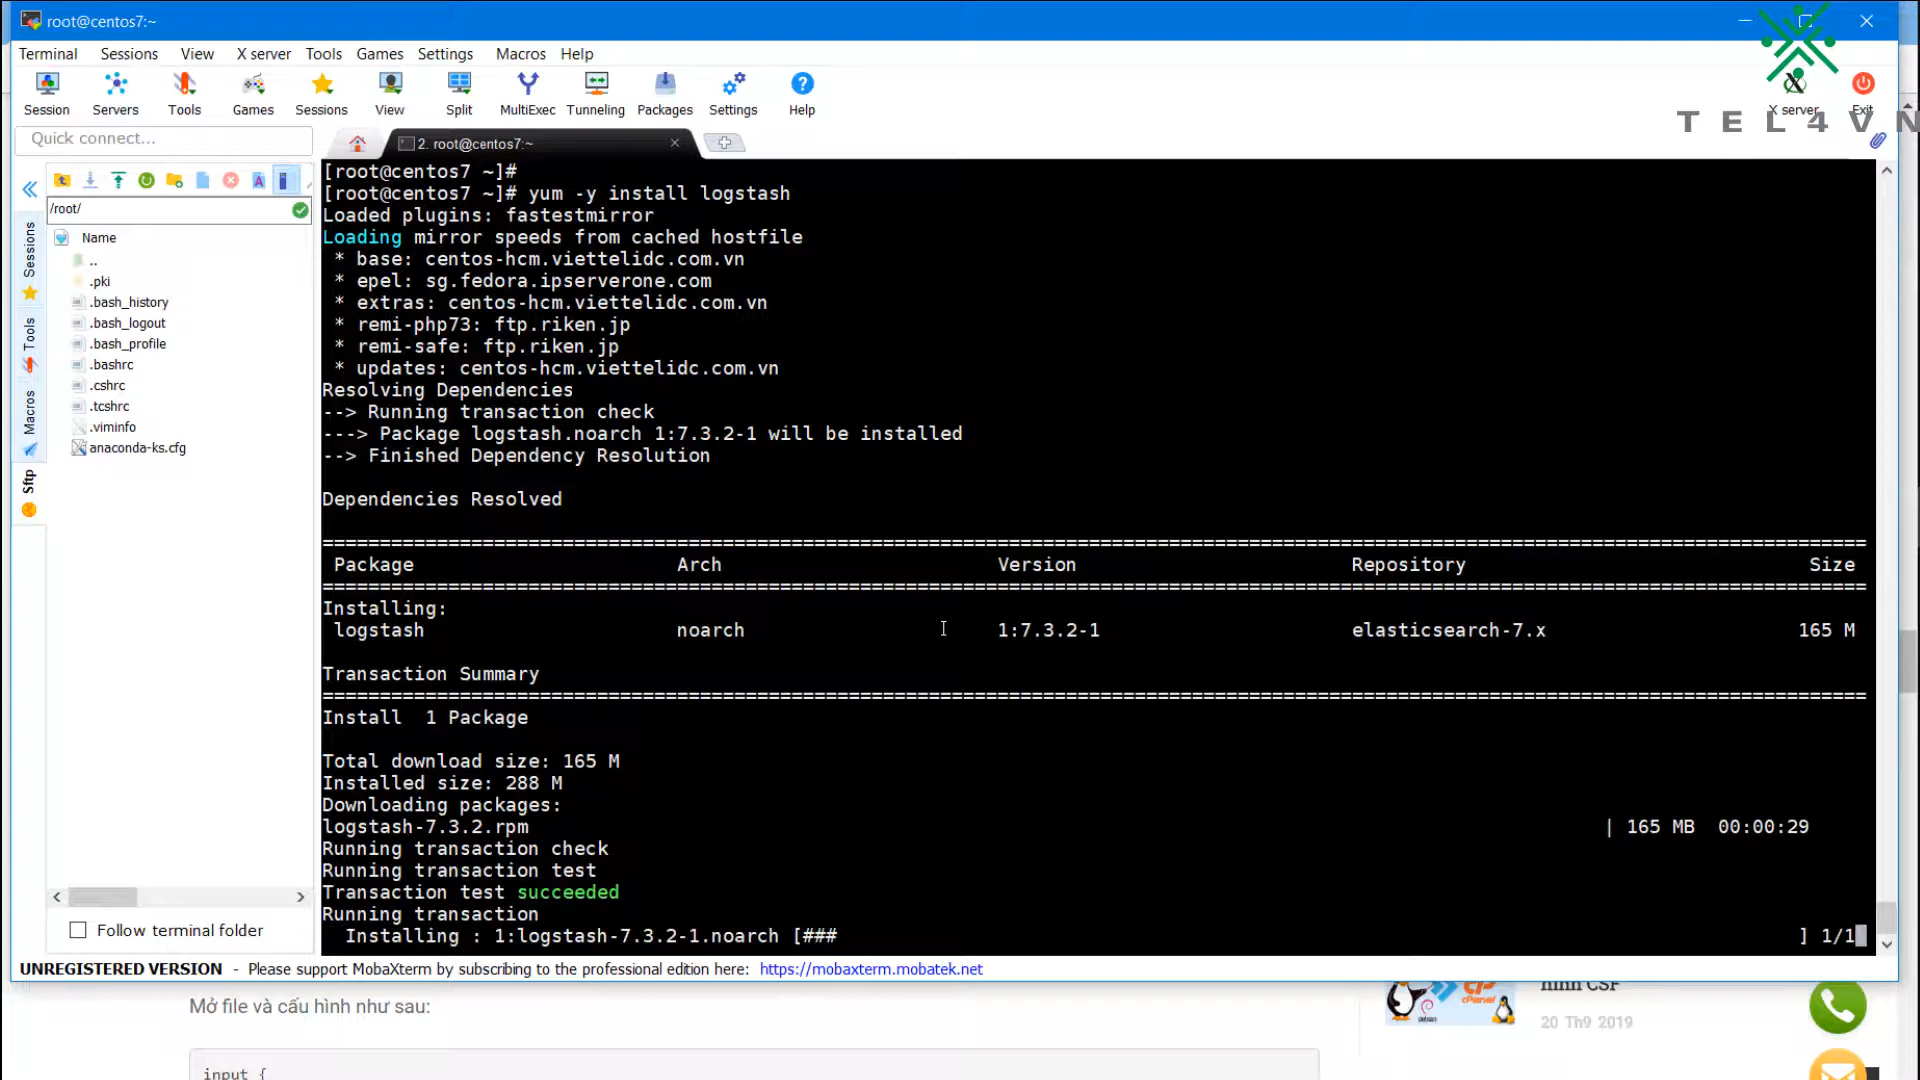 root@centos7:~
Terminal Sessions View X server Tools Games Settings Macros Help
Session Servers Tools Games Sessions View Split MultiExec Tunneling Packages Settings Help X server Exit
TEL4VN
Quick connect...
2. root@centos7:~
/root/
Name
..
.pki
.bash_history
.bash_logout
.bash_profile
.bashrc
.cshrc
.tcshrc
.viminfo
anaconda-ks.cfg
Sessions
Tools
Macros
Sftp
Follow terminal folder
[root@centos7 ~]#
[root@centos7 ~]# yum -y install logstash
Loaded plugins: fastestmirror
Loading mirror speeds from cached hostfile
* base: centos-hcm.viettelidc.com.vn
* epel: sg.fedora.ipserverone.com
* extras: centos-hcm.viettelidc.com.vn
* remi-php73: ftp.riken.jp
* remi-safe: ftp.riken.jp
* updates: centos-hcm.viettelidc.com.vn
Resolving Dependencies
--> Running transaction check
---> Package logstash.noarch 1:7.3.2-1 will be installed
--> Finished Dependency Resolution
Dependencies Resolved
================================================================================
Package Arch Version Repository Size
================================================================================
Installing:
logstash noarch 1:7.3.2-1 elasticsearch-7.x 165 M
Transaction Summary
================================================================================
Install 1 Package
Total download size: 165 M
Installed size: 288 M
Downloading packages:
logstash-7.3.2.rpm | 165 MB 00:00:29
Running transaction check
Running transaction test
Transaction test succeeded
Running transaction
Installing : 1:logstash-7.3.2-1.noarch [### ] 1/1
UNREGISTERED VERSION - Please support MobaXterm by subscribing to the professional edition here: https://mobaxterm.mobatek.net
Mở file và cấu hình như sau:
input {
hình CSF
20 Th9 2019
debian
cPanel